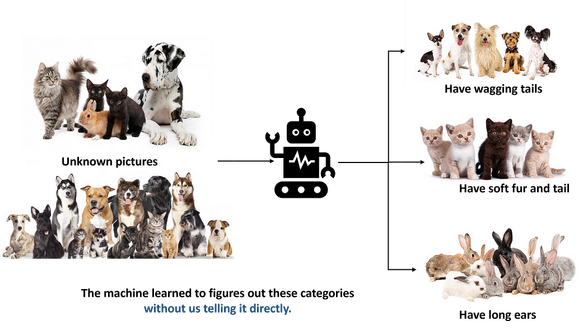 Have wagging tails
Unknown pictures
Have soft fur and tail
The machine learned to figures out these categories
without us telling it directly.
Have long ears